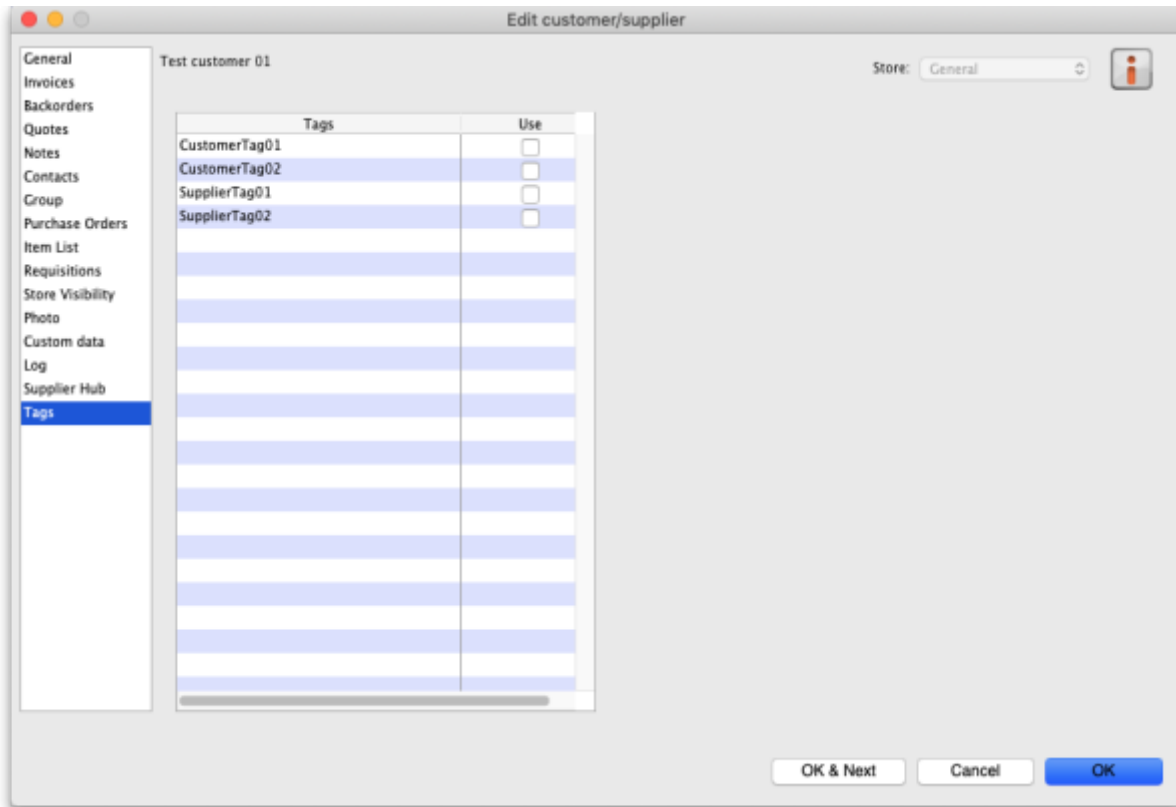 Edit customer/supplier
General
Invoices
Backorders
Quotes
Notes
Contacts
Group
Purchase Orders
Item List
Requisitions
Store Visibility
Photo
Custom data
Log
Supplier Hub
Tags
Test customer 01
Store: General
Tags Use
CustomerTag01
CustomerTag02
SupplierTag01
SupplierTag02
OK & Next Cancel OK